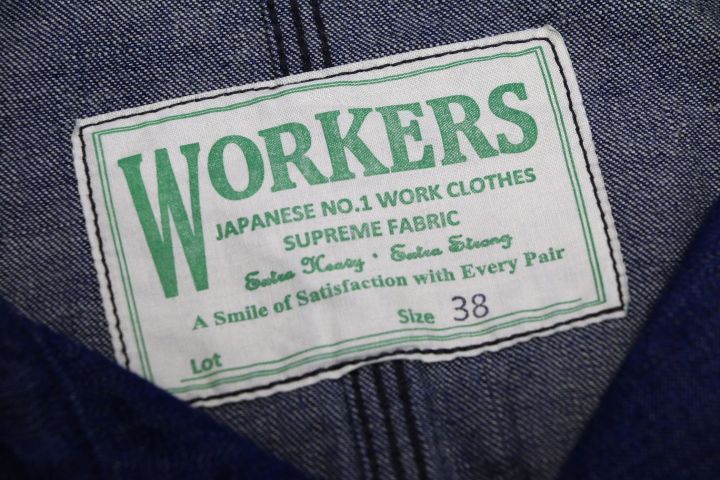 WORKERS
JAPANESE NO.1 WORK CLOTHES
SUPREME FABRIC
Extra Heavy · Extra Strong
A Smile of Satisfaction with Every Pair
Lot
Size 38